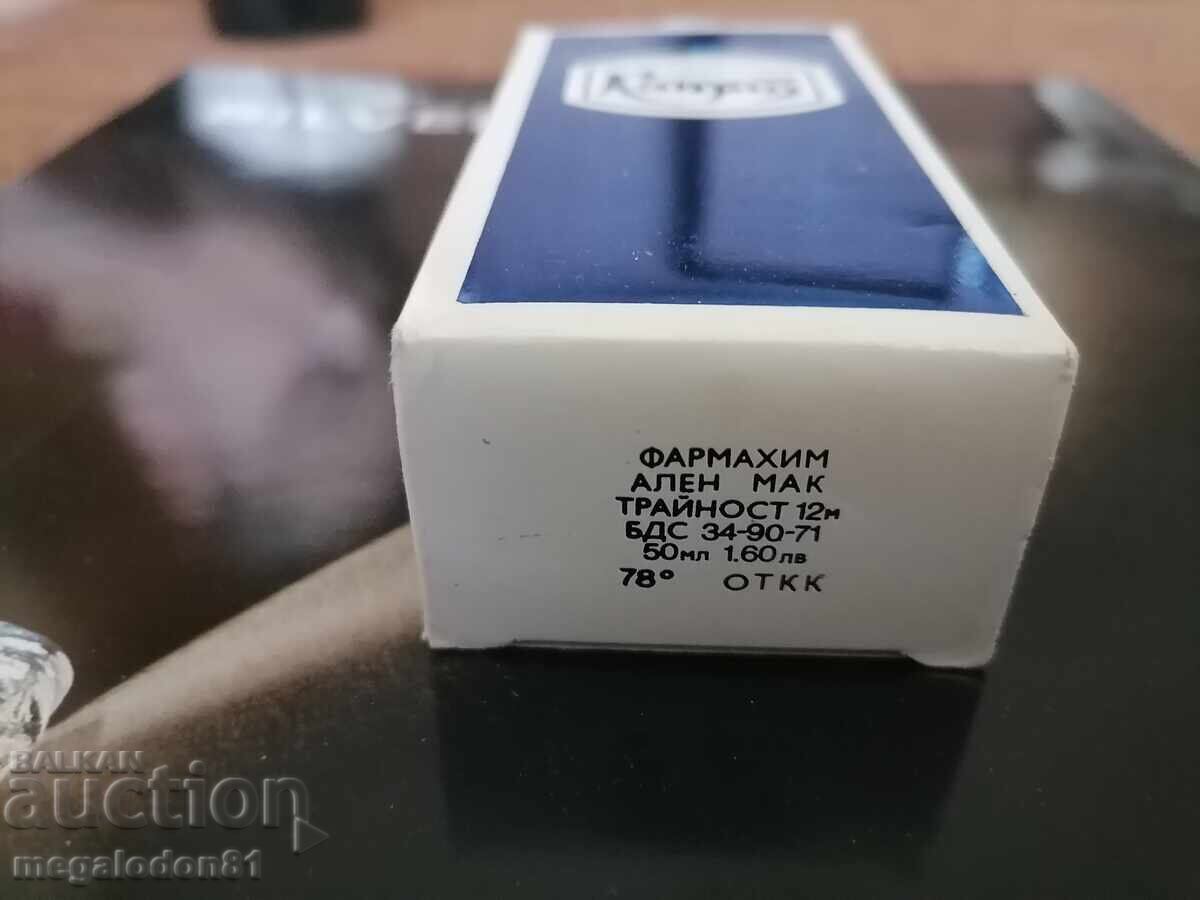 ФАРМАХИМ
АЛЕН МАК
ТРАЙНОСТ 12м
БДС 34-90-71
50мл 1.60лв
78° ОТКК
BALKAN
auction
megalodon81